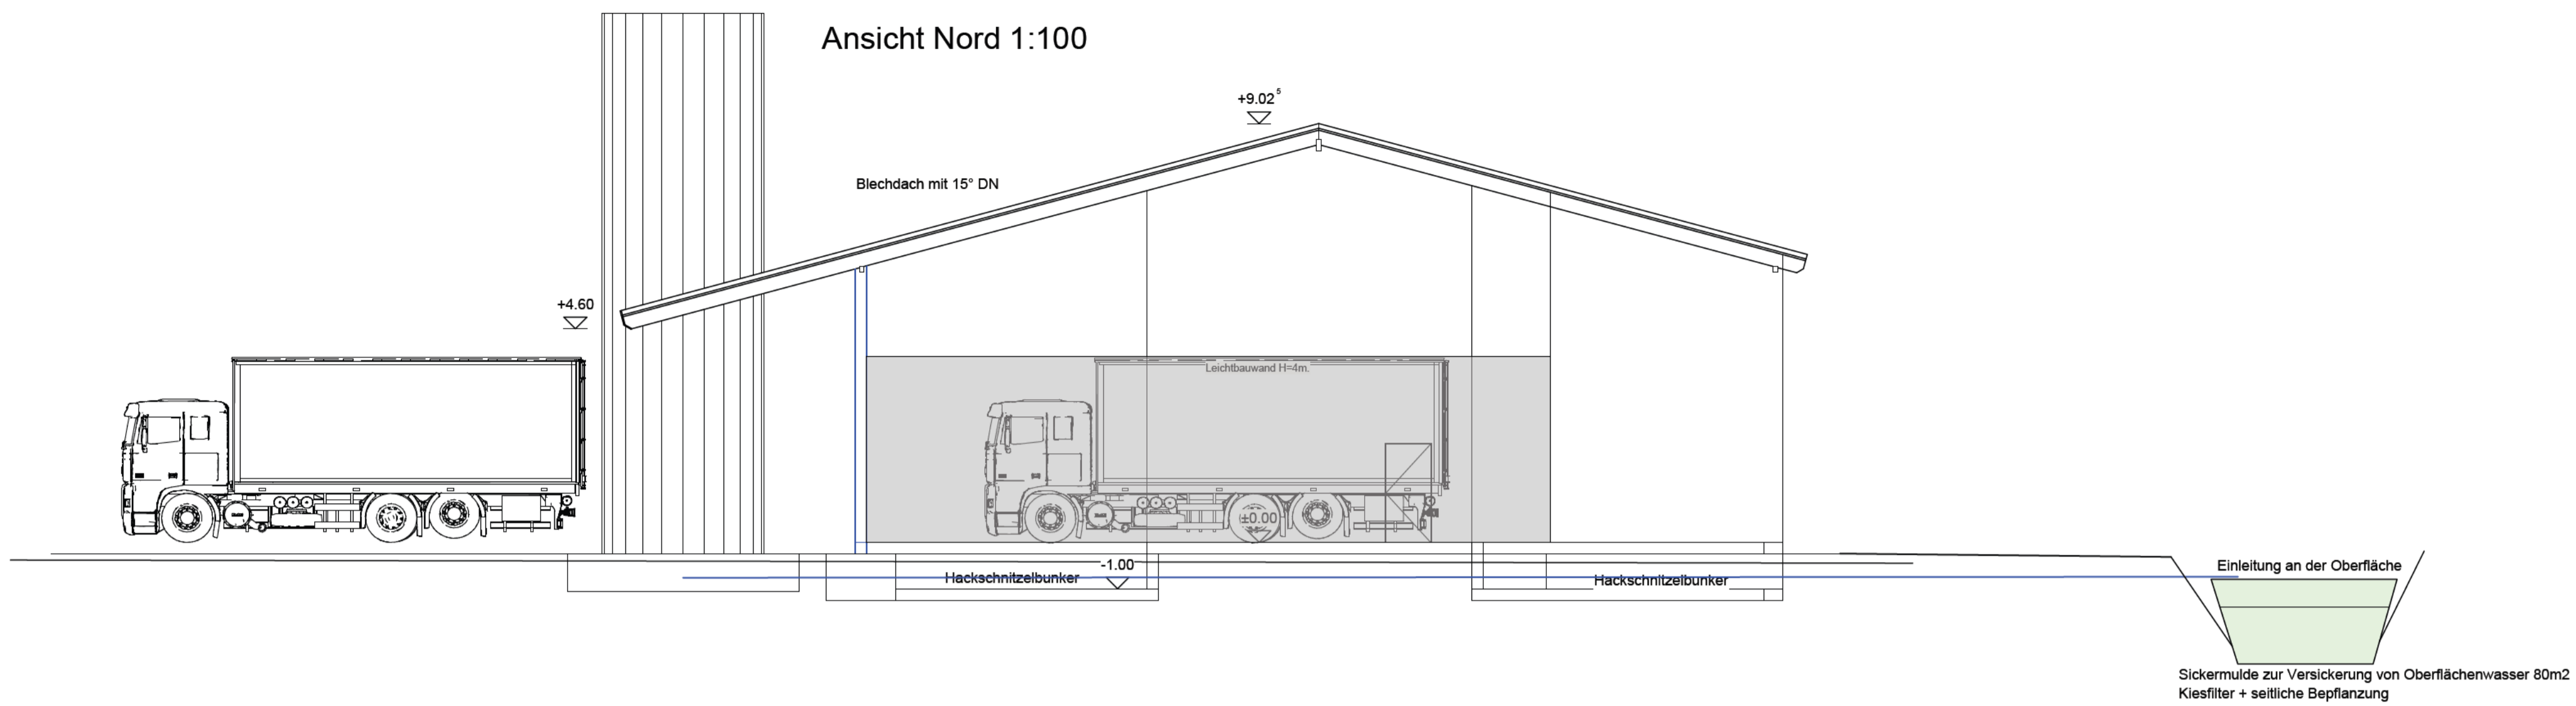 Ansicht Nord 1:100
+9.02⁵
Blechdach mit 15° DN
+4.60
Leichtbauwand H=4m.
±0.00
-1.00
Hackschnitzelbunker
Hackschnitzelbunker
Einleitung an der Oberfläche
Sickermulde zur Versickerung von Oberflächenwasser 80m2
Kiesfilter + seitliche Bepflanzung